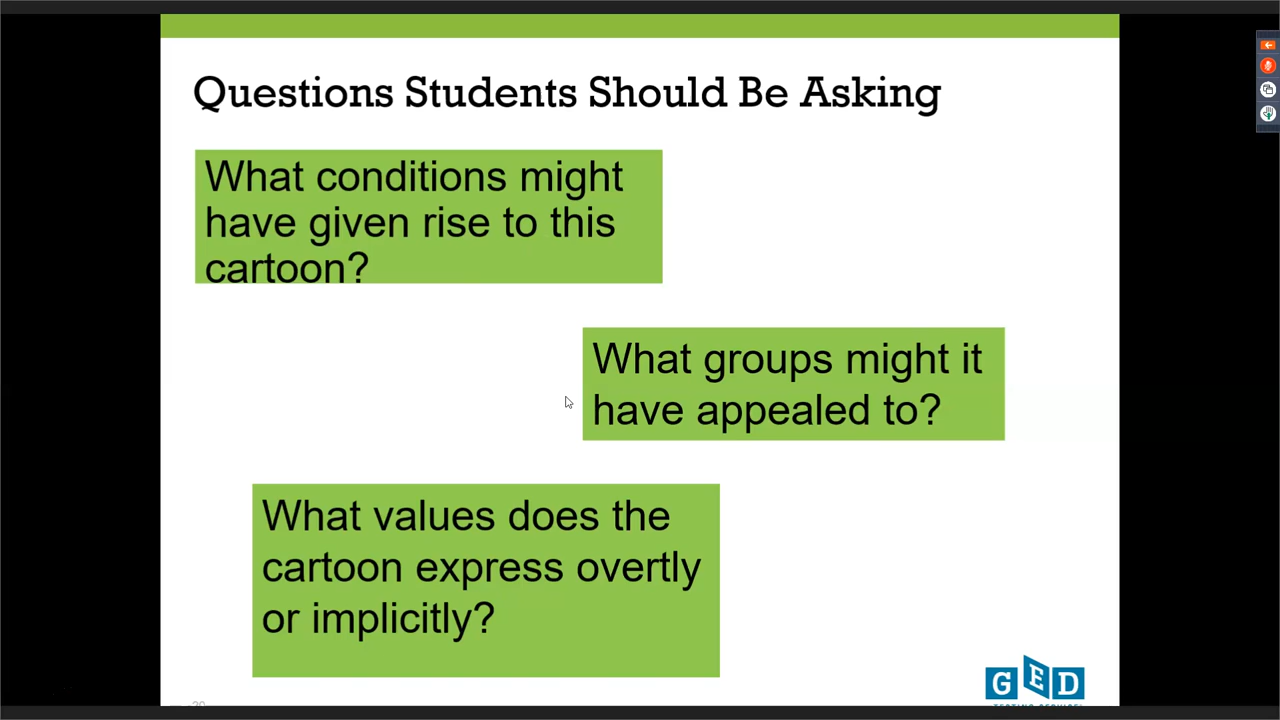 Questions Students Should Be Asking
What conditions might
have given rise to this
cartoon?
What groups might it
have appealed to?
What values does the
cartoon express overtly
or implicitly?
GED